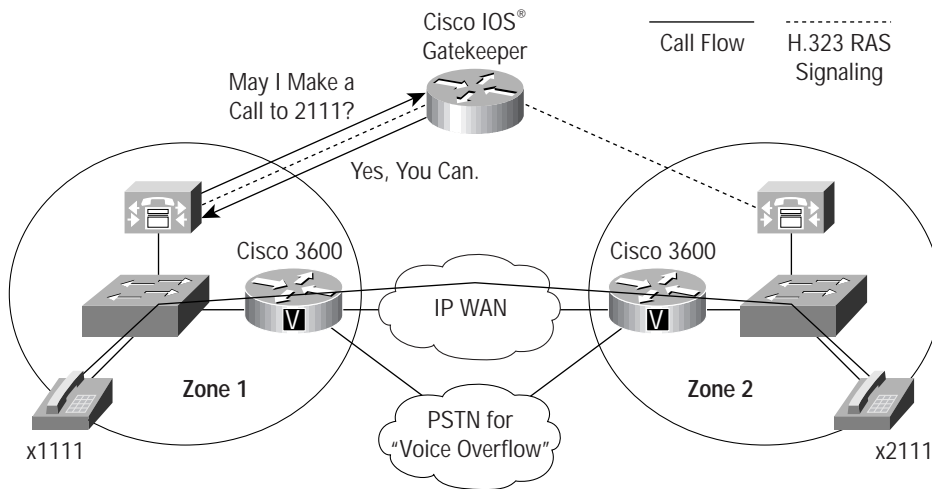 Cisco IOS®
Gatekeeper
Call Flow
H.323 RAS
Signaling
May I Make a
Call to 2111?
Yes, You Can.
Cisco 3600
Cisco 3600
V
IP WAN
V
Zone 1
Zone 2
PSTN for
“Voice Overflow”
x1111
x2111